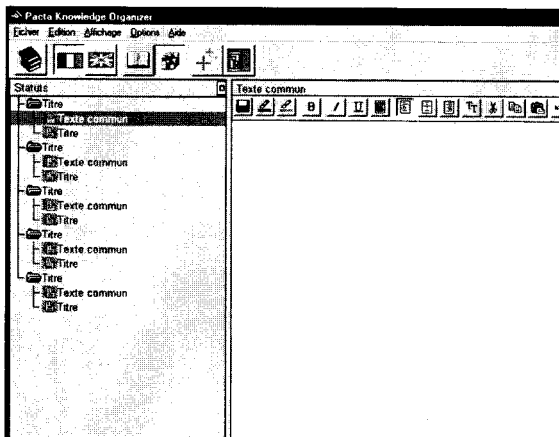 Pacta Knowledge Organizer
Fichier Edition Affichage Options Aide
Statuts
Texte commun
Titre
Texte commun
Titre
Titre
Texte commun
Titre
Titre
Texte commun
Titre
Titre
Texte commun
Titre
Titre
Texte commun
Titre
B I U